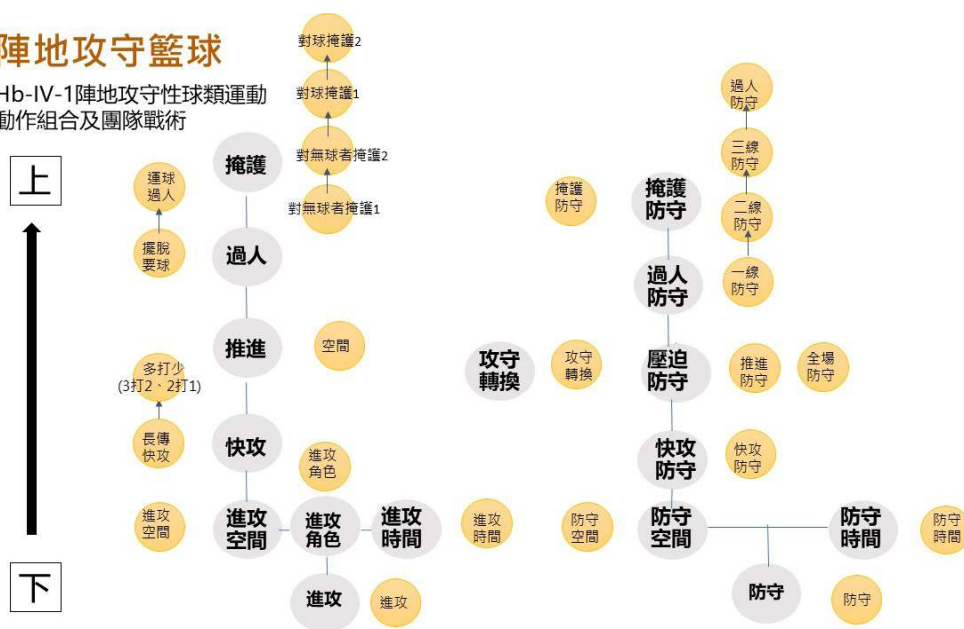 陣地攻守籃球
Hb-IV-1陣地攻守性球類運動
動作組合及團隊戰術
上
下
對球掩護2
對球掩護1
對無球者掩護2
對無球者掩護1
掩護
運球
過人
擺脫
要球
過人
推進
空間
多打少
(3打2、2打1)
長傳
快攻
快攻
進攻
角色
進攻
空間
進攻
空間
進攻
角色
進攻
時間
進攻
時間
進攻
進攻
攻守
轉換
攻守
轉換
過人
防守
三線
防守
二線
防守
一線
防守
掩護
防守
掩護
防守
過人
防守
壓迫
防守
推進
防守
全場
防守
快攻
防守
快攻
防守
防守
空間
防守
空間
防守
時間
防守
時間
防守
防守